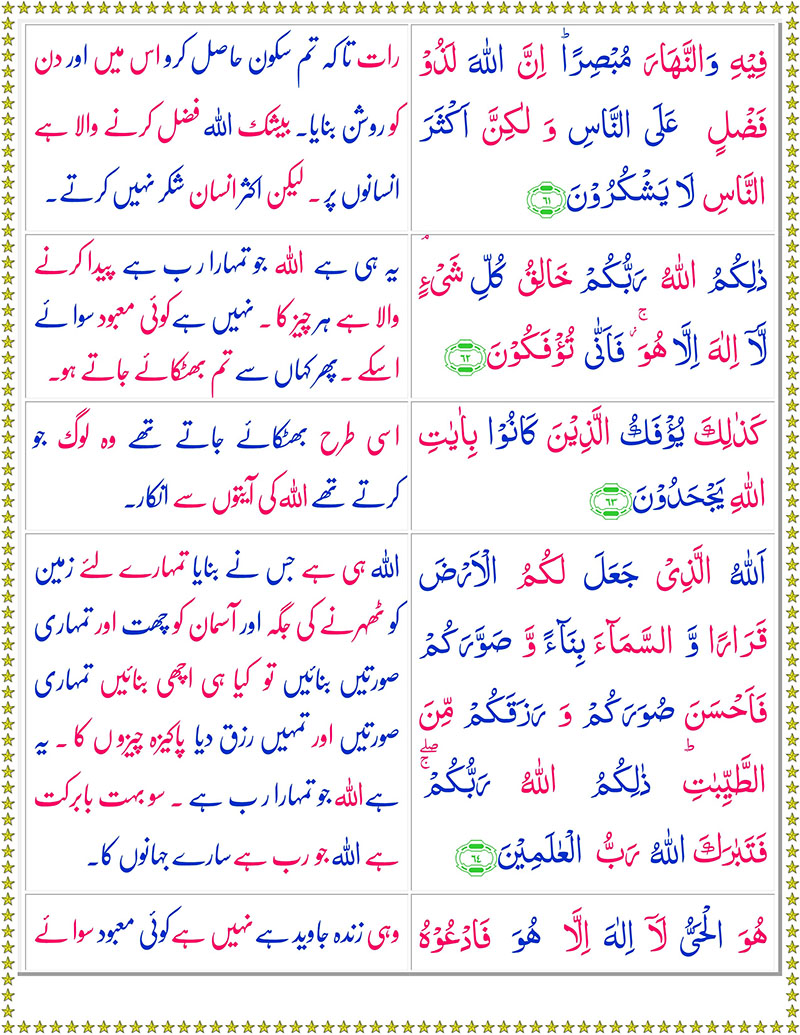 فِیْهِ وَالنَّهَارَ مُبْصِرًا ؕ اِنَّ اللّٰهَ لَذُوْ
فَضْلٍ عَلَی النَّاسِ وَ لٰكِنَّ اَكْثَرَ
النَّاسِ لَا یَشْكُرُوْنَ ﴿۶۱﴾
رات تاکہ تم سکون حاصل کرو اس میں اور دن
کو روشن بنایا۔ بیشک اللہ فضل کرنے والا ہے
انسانوں پر ۔ لیکن اکثر انسان شکر نہیں کرتے۔
ذٰلِكُمُ اللّٰهُ رَبُّكُمْ خَالِقُ كُلِّ شَیْءٍ ۘ
لَاۤ اِلٰهَ اِلَّا هُوَ ۚ فَاَنّٰی تُؤْفَكُوْنَ ﴿۶۲﴾
یہ ہی ہے اللہ جو تمہارا رب ہے پیدا کرنے
والا ہے ہر چیز کا ۔ نہیں ہے کوئی معبود سوائے
اسکے ۔ پھر کہاں سے تم بھٹکائے جاتے ہو۔
كَذٰلِكَ یُؤْفَكُ الَّذِیْنَ كَانُوْا بِاٰیٰتِ
اللّٰهِ یَجْحَدُوْنَ ﴿۶۳﴾
اسی طرح بھٹکائے جاتے تھے وہ لوگ جو
کرتے تھے اللہ کی آیتوں سے انکار۔
اَللّٰهُ الَّذِیْ جَعَلَ لَكُمُ الْاَرْضَ
قَرَارًا وَّ السَّمَآءَ بِنَآءً وَّ صَوَّرَكُمْ
فَاَحْسَنَ صُوَرَكُمْ وَ رَزَقَكُمْ مِّنَ
الطَّیِّبٰتِ ؕ ذٰلِكُمُ اللّٰهُ رَبُّكُمْ ۖۚ
فَتَبٰرَكَ اللّٰهُ رَبُّ الْعٰلَمِیْنَ ﴿۶۴﴾
اللہ ہی ہے جس نے بنایا تمہارے لئے زمین
کو ٹھہرنے کی جگہ اور آسمان کو چھت اور تمہاری
صورتیں بنائیں تو کیا ہی اچھی بنائیں تمہاری
صورتیں اور تمہیں رزق دیا پاکیزہ چیزوں کا ۔ یہ
ہے اللہ جو تمہارا رب ہے ۔ سو بہت بابرکت
ہے اللہ جو رب ہے سارے جہانوں کا۔
هُوَ الْحَیُّ لَاۤ اِلٰهَ اِلَّا هُوَ فَادْعُوْهُ
وہی زندہ جاوید ہے نہیں ہے کوئی معبود سوائے